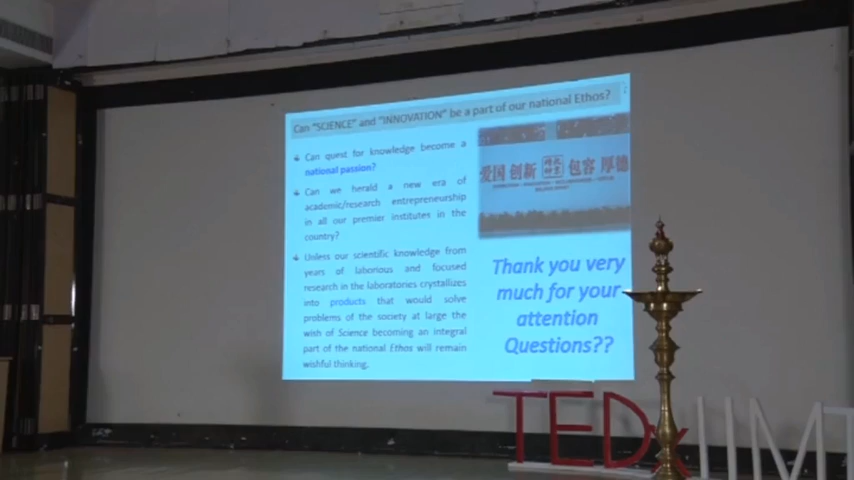 Can "SCIENCE" and "INNOVATION" be a part of our national Ethos?
Can quest for knowledge become a
national passion?
Can we herald a new era of
academic/research entrepreneurship
in all our premier institutes in the
country?
Unless our scientific knowledge from
years of laborious and focused
research in the laboratories crystallizes
into products that would solve
problems of the society at large the
wish of Science becoming an integral
part of the national Ethos will remain
wishful thinking.
爱国 创新 包容 厚德
Thank you very
much for your
attention
Questions??
TEDxIIM